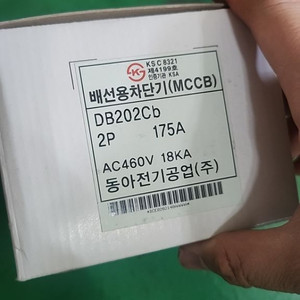 KS C 8321
제4199호
인증기관 KSA
배선용차단기(MCCB)
DB202Cb
2P 175A
AC460V 18KA
동아전기공업(주)